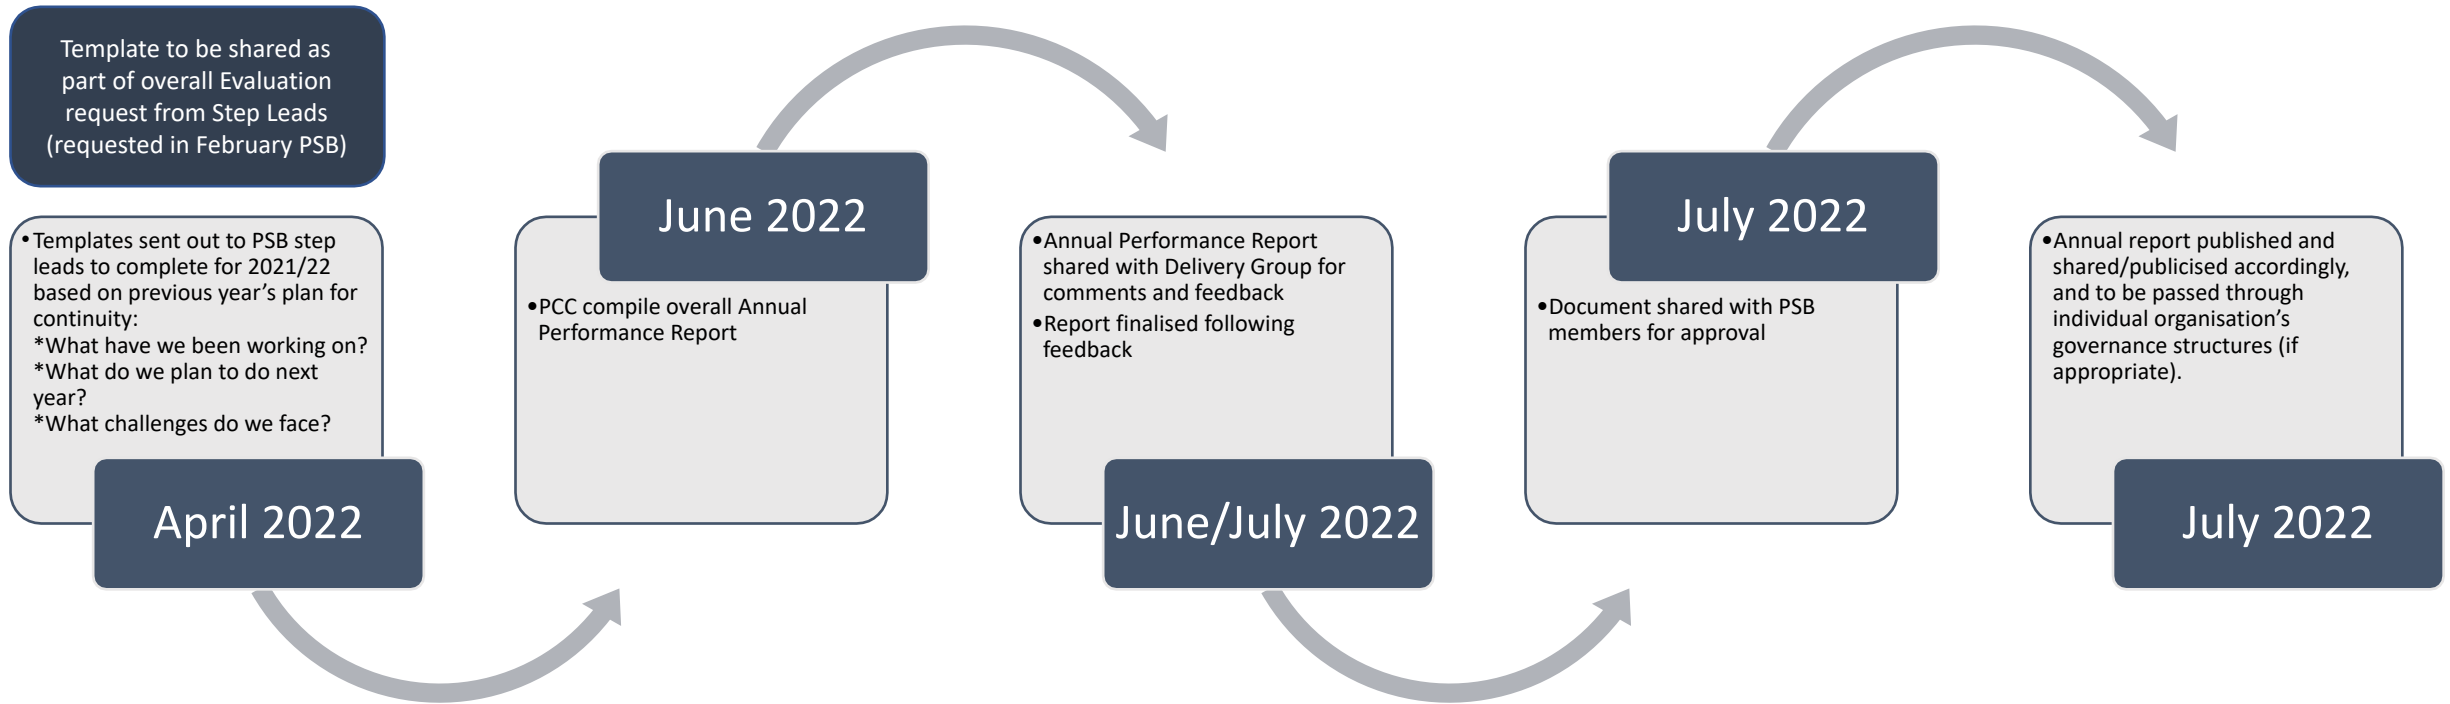 Template to be shared as
part of overall Evaluation
request from Step Leads
(requested in February PSB)
•Templates sent out to PSB step
leads to complete for 2021/22
based on previous year’s plan for
continuity:
*What have we been working on?
*What do we plan to do next
year?
*What challenges do we face?
April 2022
June 2022
•PCC compile overall Annual
Performance Report
•Annual Performance Report
shared with Delivery Group for
comments and feedback
•Report finalised following
feedback
June/July 2022
July 2022
•Document shared with PSB
members for approval
•Annual report published and
shared/publicised accordingly,
and to be passed through
individual organisation’s
governance structures (if
appropriate).
July 2022